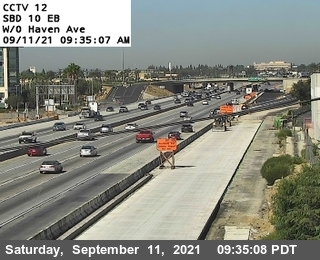 CCTV 12
SBD 10 EB
W/O Haven Ave
09/11/21 09:35:07 AM
Saturday, September 11, 2021 09:35:08 PDT